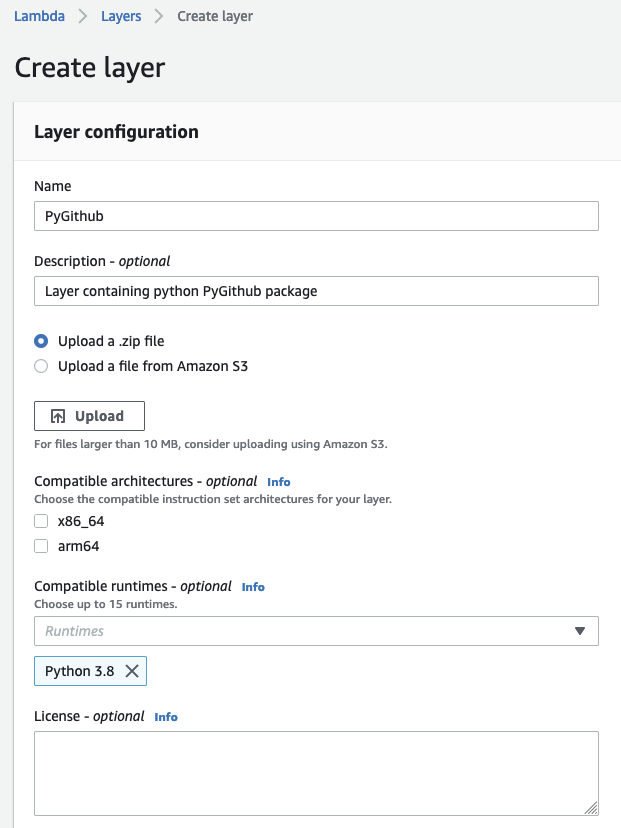 Lambda > Layers > Create layer
Create layer
Layer configuration
Name
PyGithub
Description - optional
Layer containing python PyGithub package
Upload a .zip file
Upload a file from Amazon S3
Upload
For files larger than 10 MB, consider uploading using Amazon S3.
Compatible architectures - optional Info
Choose the compatible instruction set architectures for your layer.
x86_64
arm64
Compatible runtimes - optional Info
Choose up to 15 runtimes.
Runtimes
Python 3.8
License - optional Info